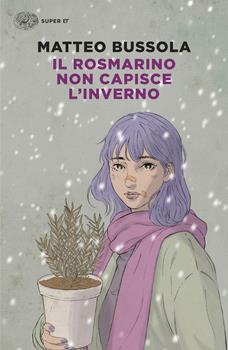 SUPER ET
MATTEO BUSSOLA
IL ROSMARINO
NON CAPISCE
L'INVERNO